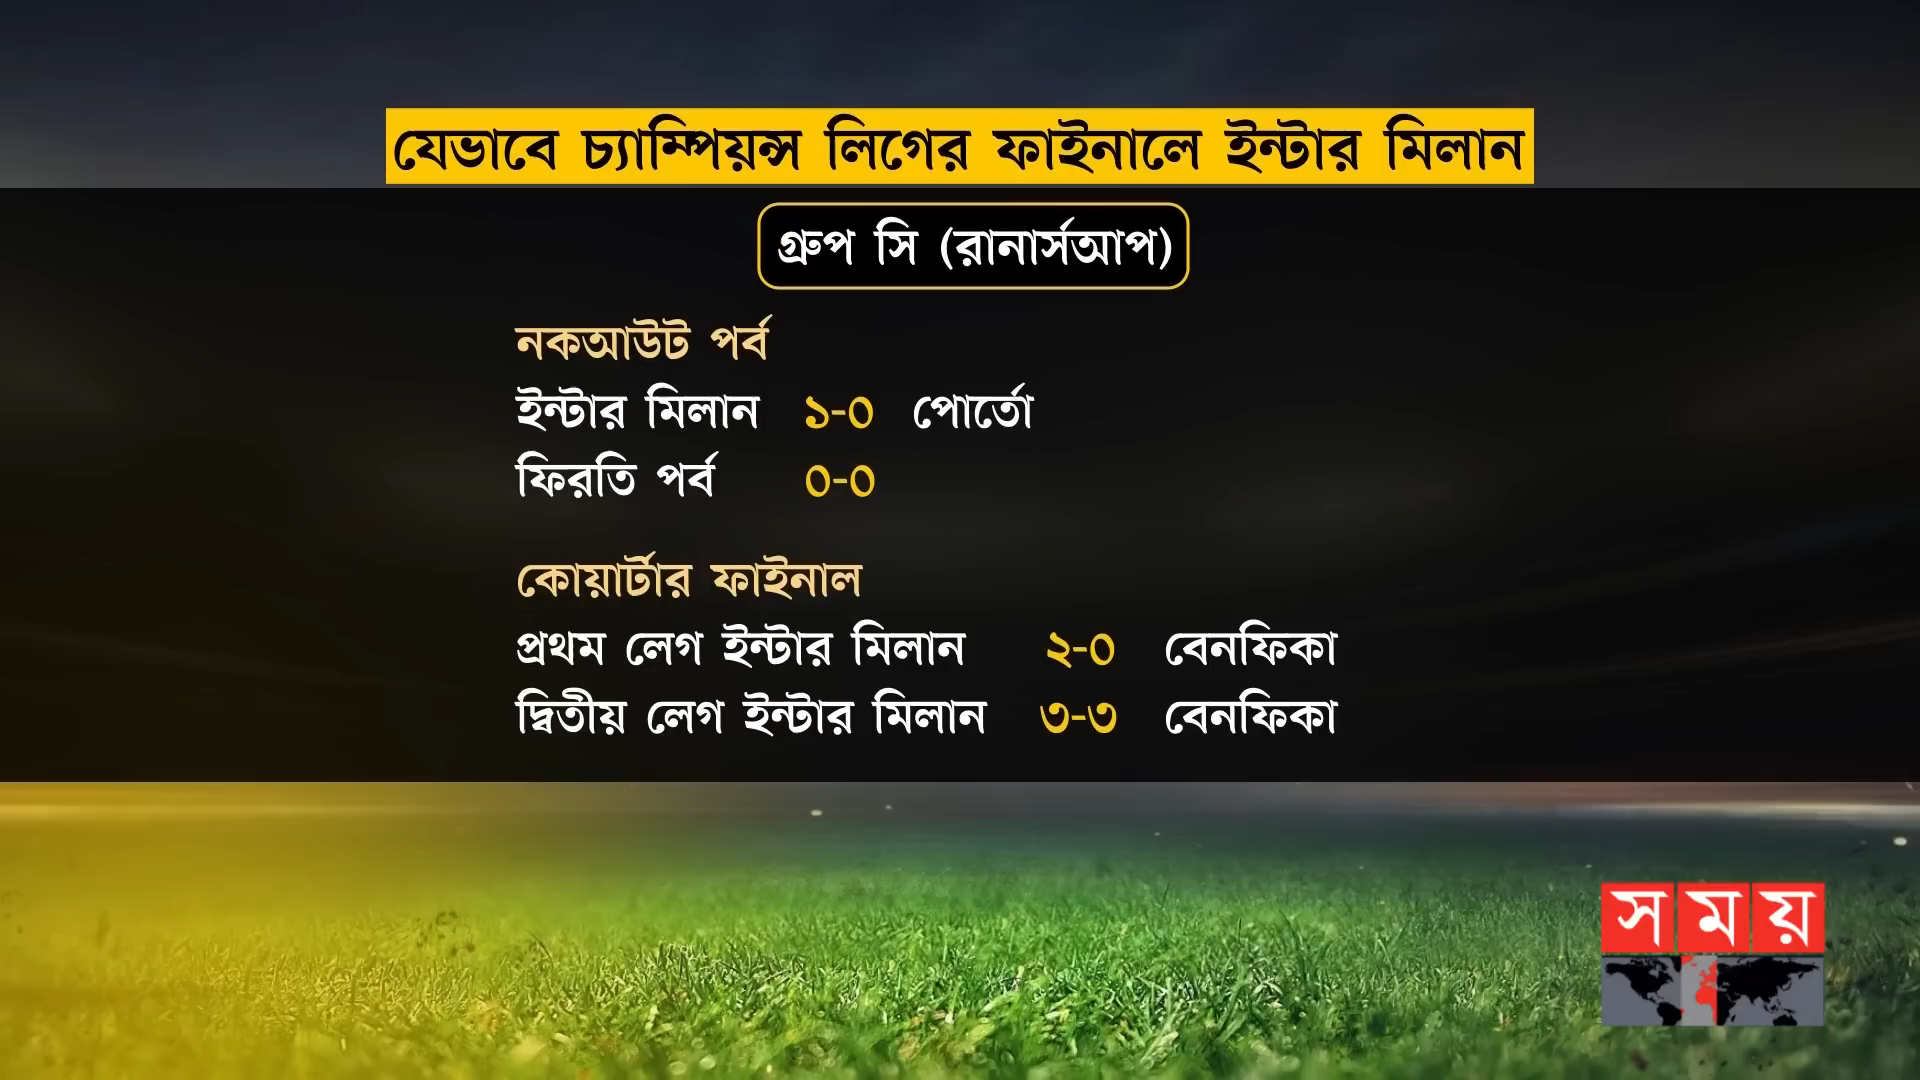 যেভাবে চ্যাম্পিয়ন্স লিগের ফাইনালে ইন্টার মিলান
গ্রুপ সি (রানার্সআপ)
নকআউট পর্ব
ইন্টার মিলান ১-০ পোর্তো
ফিরতি পর্ব ০-০
কোয়ার্টার ফাইনাল
প্রথম লেগ ইন্টার মিলান ২-০ বেনফিকা
দ্বিতীয় লেগ ইন্টার মিলান ৩-৩ বেনফিকা
সময়